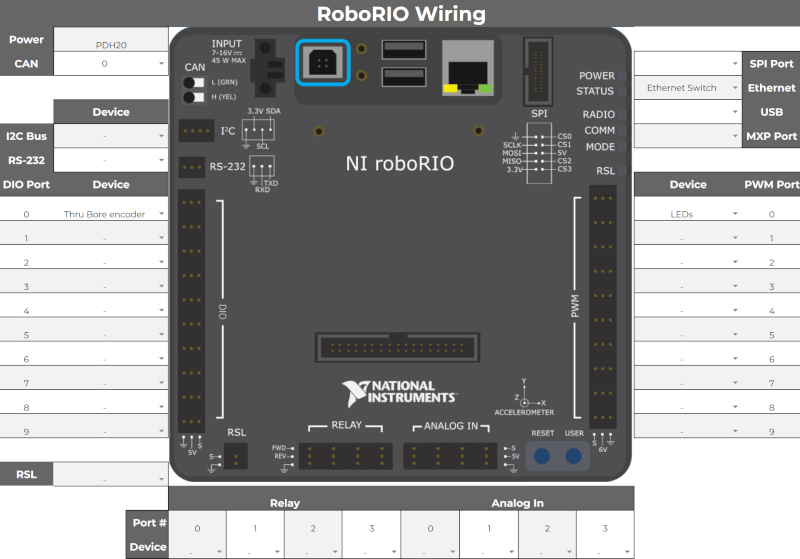 RoboRIO Wiring
Power PDH20
CAN 0
Device
I2C Bus -
RS-232 -
DIO Port Device
0 Thru Bore encoder
1 -
2 -
3 -
4 -
5 -
6 -
7 -
8 -
9 -
RSL -
INPUT
7-16V
45 W MAX
CAN
L (GRN)
H (YEL)
3.3V SDA
I²C
SCL
RS-232
TXD
RXD
NI roboRIO
SPI
CS0
SCLK CS1
MOSI 5V
MISO CS2
3.3V CS3
POWER
STATUS
RADIO
COMM
MODE
RSL
DIO
PWM
NATIONAL
INSTRUMENTS™
Y
Z X
ACCELEROMETER
S
5V
RSL
S
RELAY
FWD
REV
ANALOG IN
S
5V
RESET USER
S
6V
SPI Port
Ethernet Switch Ethernet
- USB
- MXP Port
Device PWM Port
LEDs 0
- 1
- 2
- 3
- 4
- 5
- 6
- 7
- 8
- 9
Relay Analog In
Port # 0 1 2 3 0 1 2 3
Device - - - - - - - -